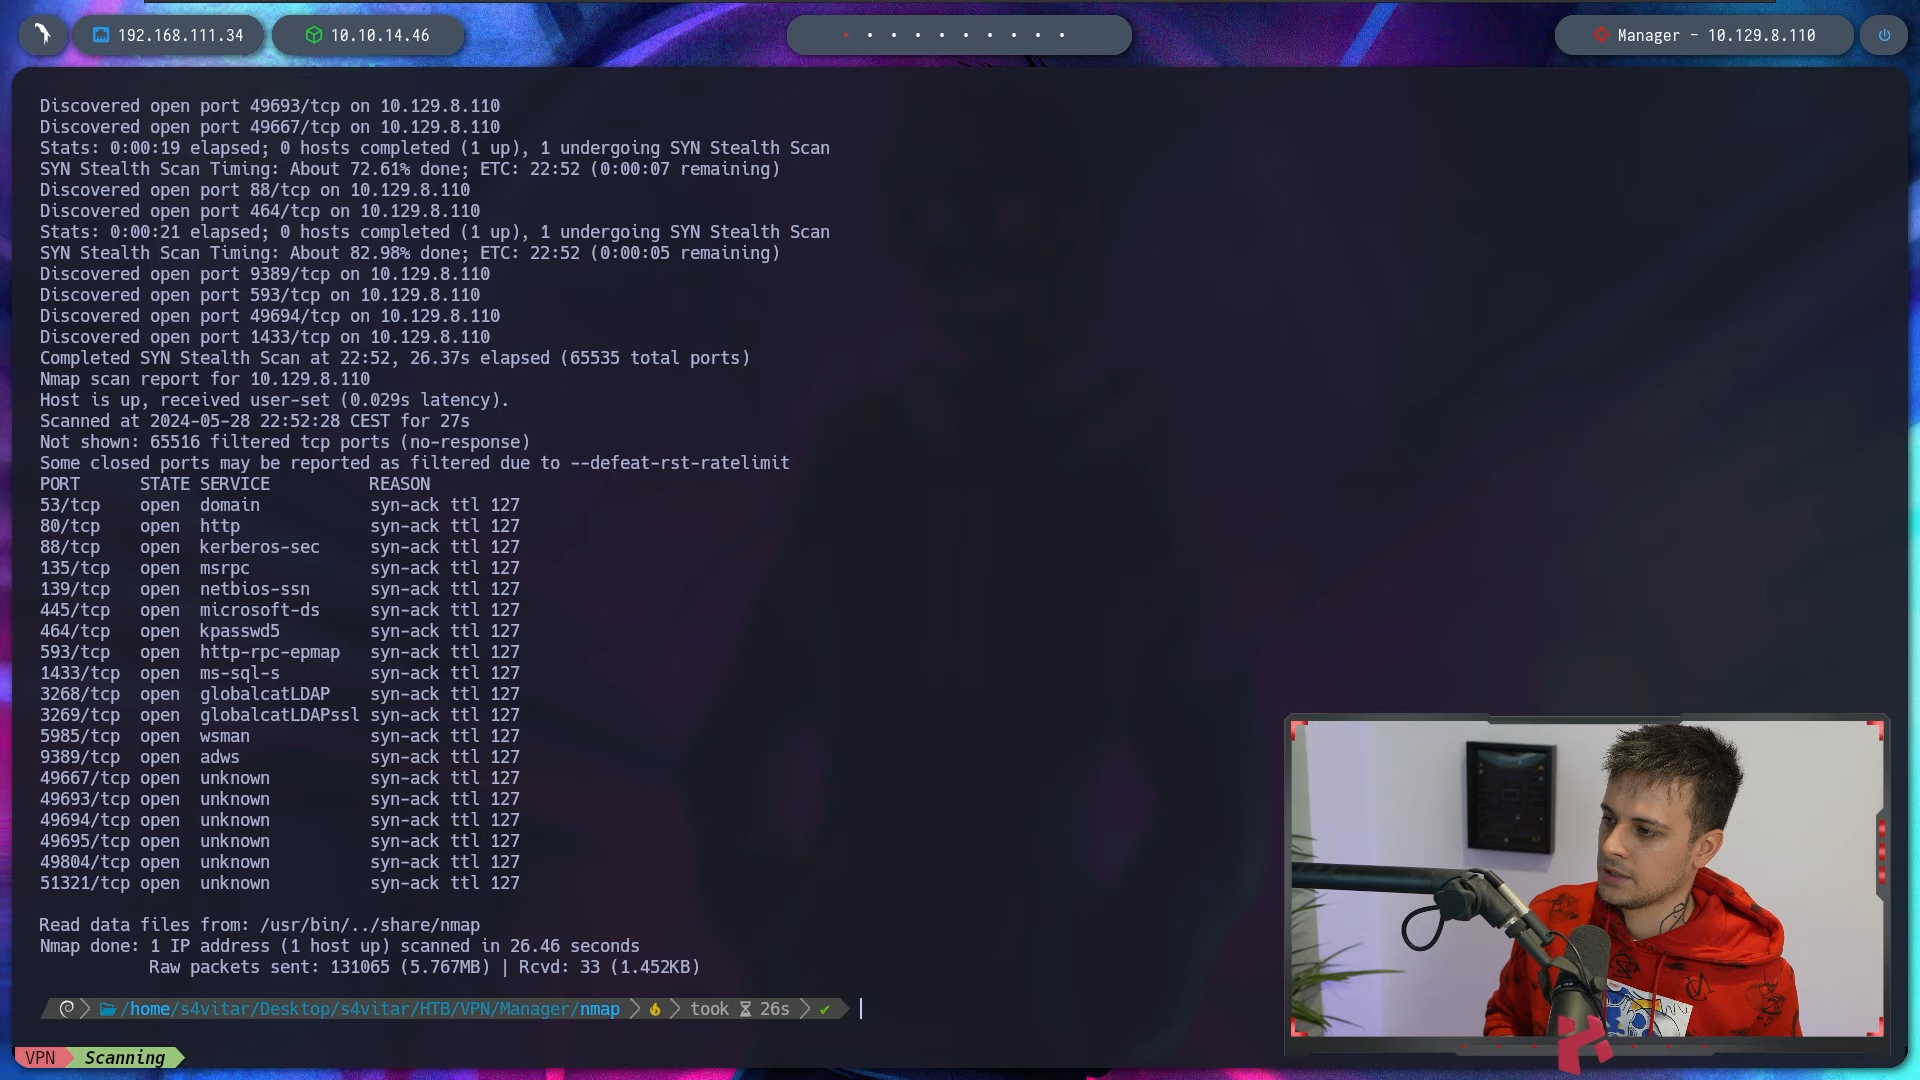 192.168.111.34
10.10.14.46
Manager - 10.129.8.110
Discovered open port 49693/tcp on 10.129.8.110
Discovered open port 49667/tcp on 10.129.8.110
Stats: 0:00:19 elapsed; 0 hosts completed (1 up), 1 undergoing SYN Stealth Scan
SYN Stealth Scan Timing: About 72.61% done; ETC: 22:52 (0:00:07 remaining)
Discovered open port 88/tcp on 10.129.8.110
Discovered open port 464/tcp on 10.129.8.110
Stats: 0:00:21 elapsed; 0 hosts completed (1 up), 1 undergoing SYN Stealth Scan
SYN Stealth Scan Timing: About 82.98% done; ETC: 22:52 (0:00:05 remaining)
Discovered open port 9389/tcp on 10.129.8.110
Discovered open port 593/tcp on 10.129.8.110
Discovered open port 49694/tcp on 10.129.8.110
Discovered open port 1433/tcp on 10.129.8.110
Completed SYN Stealth Scan at 22:52, 26.37s elapsed (65535 total ports)
Nmap scan report for 10.129.8.110
Host is up, received user-set (0.029s latency).
Scanned at 2024-05-28 22:52:28 CEST for 27s
Not shown: 65516 filtered tcp ports (no-response)
Some closed ports may be reported as filtered due to --defeat-rst-ratelimit
PORT      STATE SERVICE          REASON
53/tcp    open  domain           syn-ack ttl 127
80/tcp    open  http             syn-ack ttl 127
88/tcp    open  kerberos-sec     syn-ack ttl 127
135/tcp   open  msrpc            syn-ack ttl 127
139/tcp   open  netbios-ssn      syn-ack ttl 127
445/tcp   open  microsoft-ds     syn-ack ttl 127
464/tcp   open  kpasswd5         syn-ack ttl 127
593/tcp   open  http-rpc-epmap   syn-ack ttl 127
1433/tcp  open  ms-sql-s         syn-ack ttl 127
3268/tcp  open  globalcatLDAP    syn-ack ttl 127
3269/tcp  open  globalcatLDAPssl syn-ack ttl 127
5985/tcp  open  wsman            syn-ack ttl 127
9389/tcp  open  adws             syn-ack ttl 127
49667/tcp open  unknown          syn-ack ttl 127
49693/tcp open  unknown          syn-ack ttl 127
49694/tcp open  unknown          syn-ack ttl 127
49695/tcp open  unknown          syn-ack ttl 127
49804/tcp open  unknown          syn-ack ttl 127
51321/tcp open  unknown          syn-ack ttl 127
Read data files from: /usr/bin/../share/nmap
Nmap done: 1 IP address (1 host up) scanned in 26.46 seconds
Raw packets sent: 131065 (5.767MB) | Rcvd: 33 (1.452KB)
/home/s4vitar/Desktop/s4vitar/HTB/VPN/Manager/nmap took 26s ✔
VPN Scanning